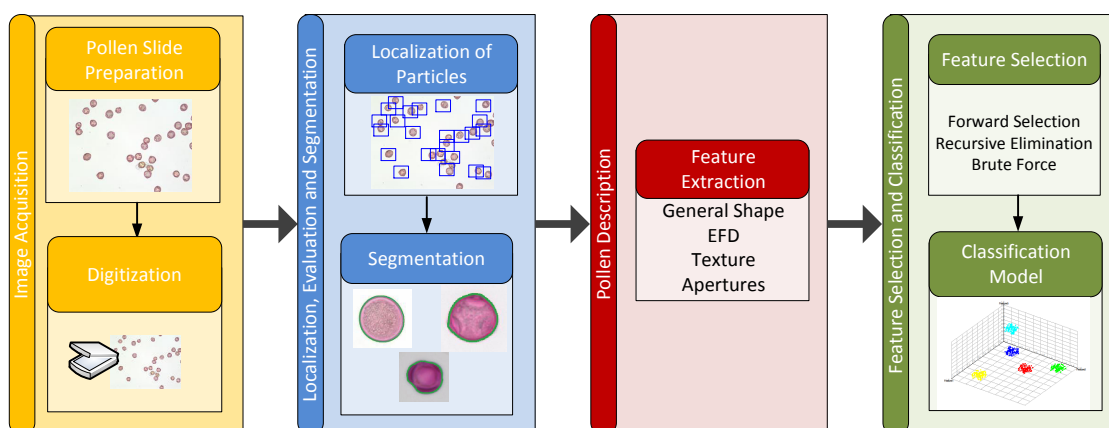 Image Acquisition
Pollen Slide
Preparation
Digitization
Localization, Evaluation and Segmentation
Localization of
Particles
Segmentation
Pollen Description
Feature
Extraction
General Shape
EFD
Texture
Apertures
Feature Selection and Classification
Feature Selection
Forward Selection
Recursive Elimination
Brute Force
Classification
Model